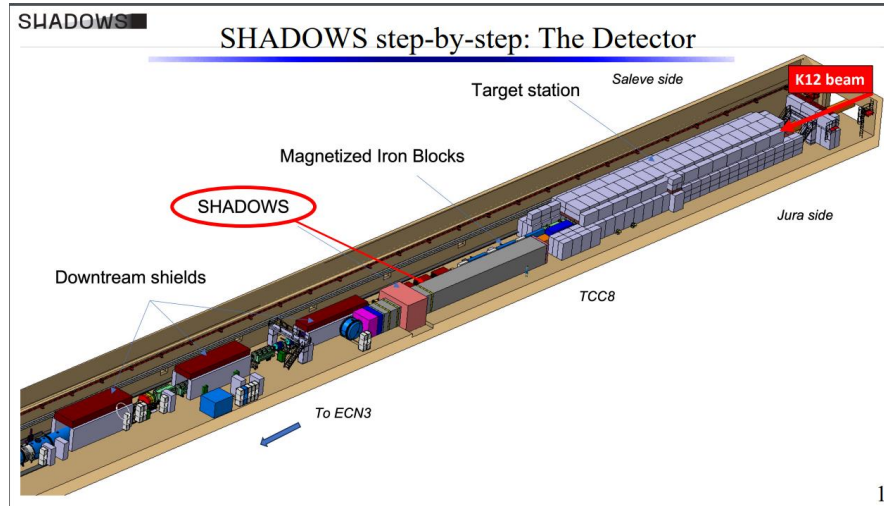 SHADOWS
SHADOWS step-by-step: The Detector
Saleve side
K12 beam
Target station
Magnetized Iron Blocks
SHADOWS
Jura side
Downtream shields
TCC8
To ECN3
1